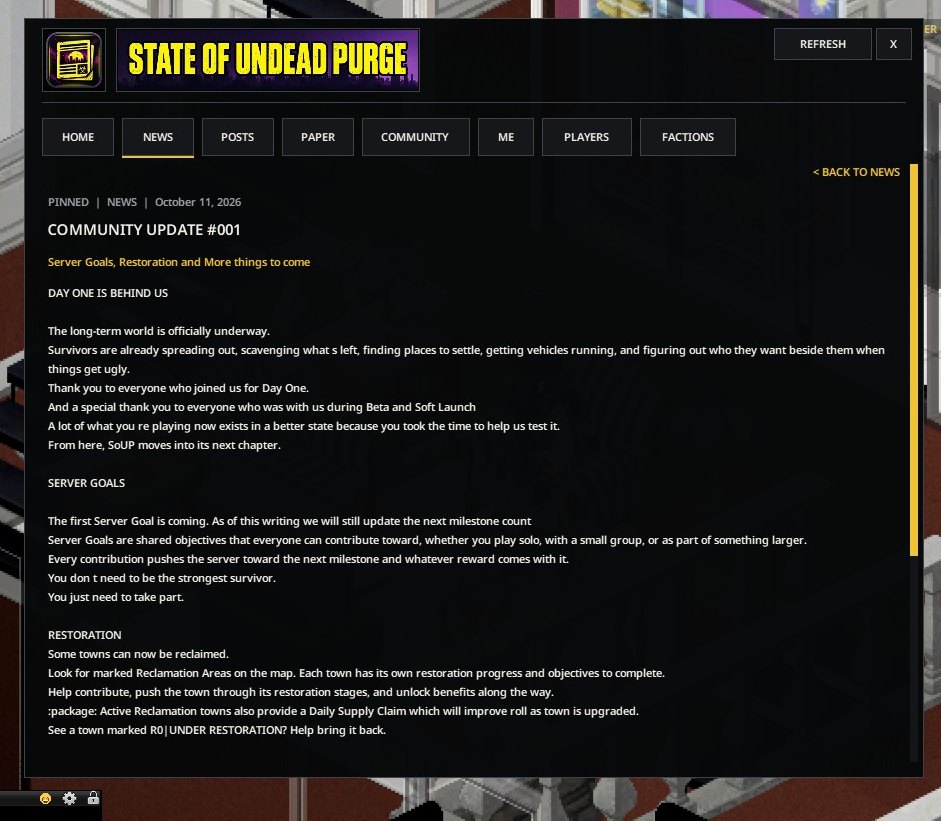 STATE OF UNDEAD PURGE
REFRESH
X
ER
HOME
NEWS
POSTS
PAPER
COMMUNITY
ME
PLAYERS
FACTIONS
< BACK TO NEWS
PINNED | NEWS | October 11, 2026
COMMUNITY UPDATE #001
Server Goals, Restoration and More things to come
DAY ONE IS BEHIND US
The long-term world is officially underway.
Survivors are already spreading out, scavenging what s left, finding places to settle, getting vehicles running, and figuring out who they want beside them when
things get ugly.
Thank you to everyone who joined us for Day One.
And a special thank you to everyone who was with us during Beta and Soft Launch
A lot of what you re playing now exists in a better state because you took the time to help us test it.
From here, SoUP moves into its next chapter.
SERVER GOALS
The first Server Goal is coming. As of this writing we will still update the next milestone count
Server Goals are shared objectives that everyone can contribute toward, whether you play solo, with a small group, or as part of something larger.
Every contribution pushes the server toward the next milestone and whatever reward comes with it.
You don t need to be the strongest survivor.
You just need to take part.
RESTORATION
Some towns can now be reclaimed.
Look for marked Reclamation Areas on the map. Each town has its own restoration progress and objectives to complete.
Help contribute, push the town through its restoration stages, and unlock benefits along the way.
:package: Active Reclamation towns also provide a Daily Supply Claim which will improve roll as town is upgraded.
See a town marked R0|UNDER RESTORATION? Help bring it back.